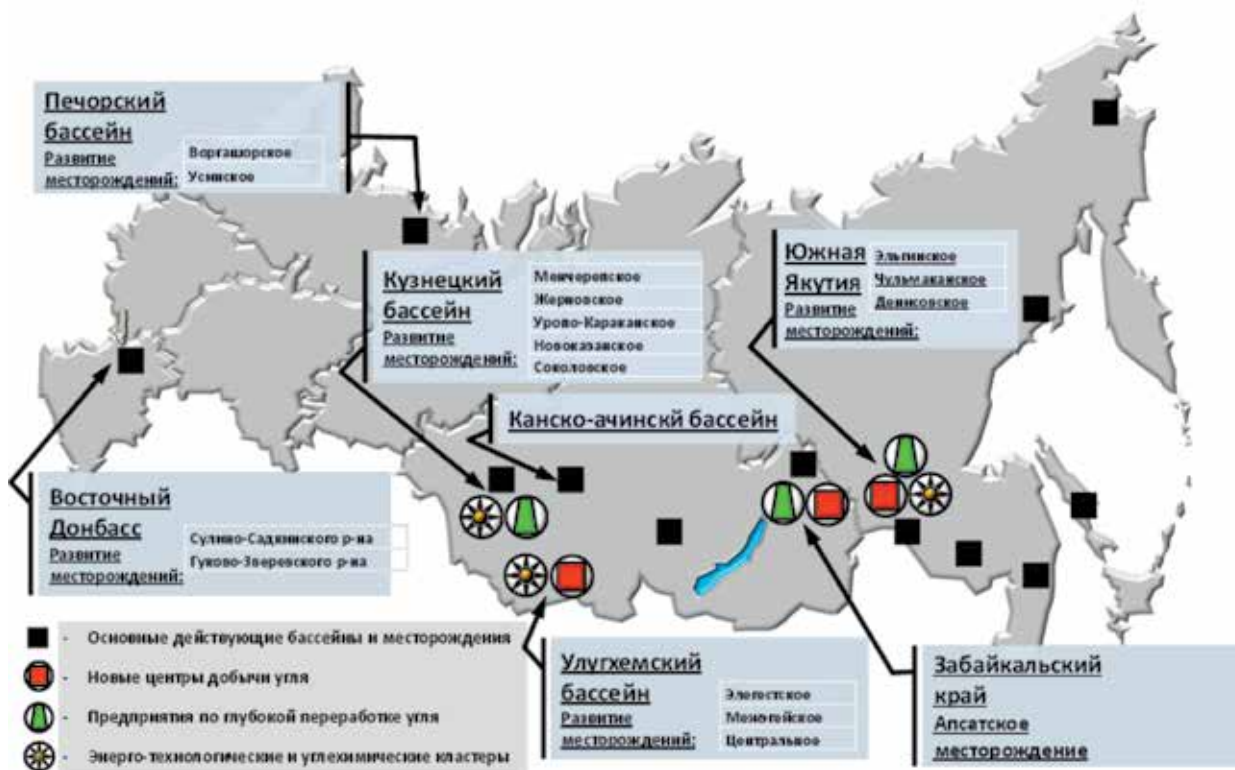 Печорский
бассейн
Развитие
месторождений:
Воргашорское
Усинское
Кузнецкий
бассейн
Развитие
месторождений:
Менчерепское
Жерновское
Урово-Караканское
Новоказанское
Соколовское
Южная
Якутия
Развитие
месторождений:
Эльгинское
Чульмаканское
Денисовское
Канско-ачинскй бассейн
Восточный
Донбасс
Развитие
месторождений:
Сулино-Садкинского р-на
Гуково-Зверевского р-на
- Основные действующие бассейны и месторождения
- Новые центры добычи угля
- Предприятия по глубокой переработке угля
- Энерго-технологические и углехимические кластеры
Улугхемский
бассейн
Развитие
месторождений:
Элегестское
Межэгейское
Центральное
Забайкальский
край
Апсатское
месторождение